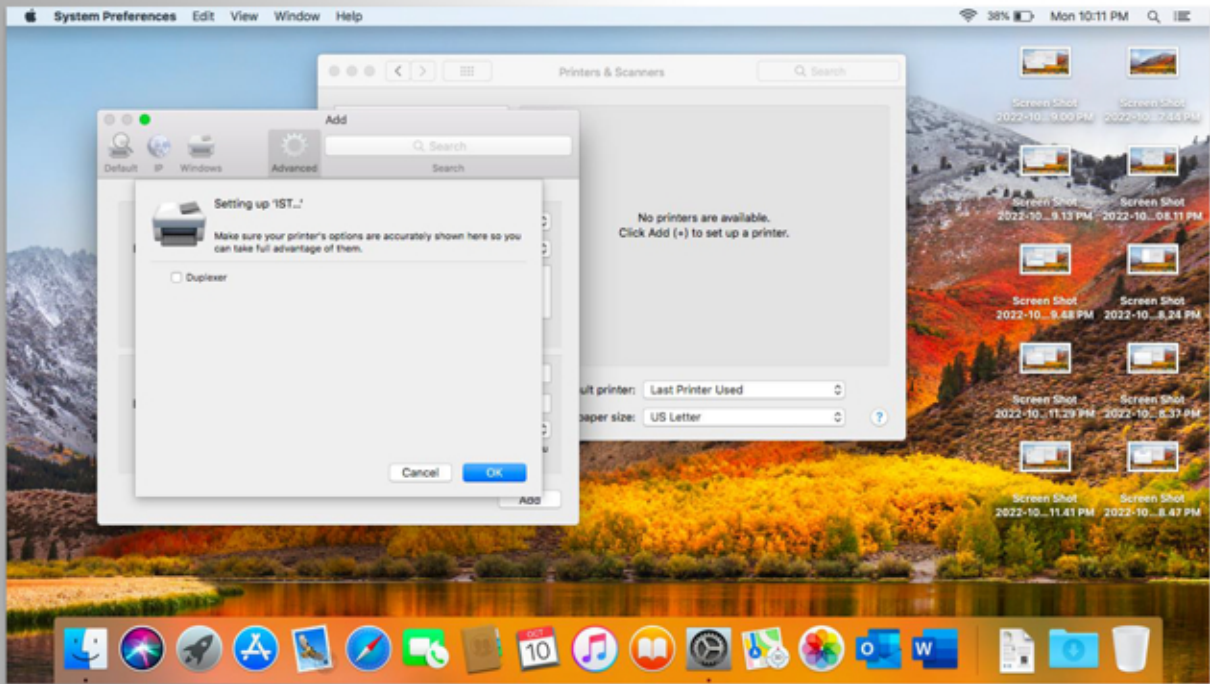 System Preferences Edit View Window Help
38% Mon 10:11 PM
Printers & Scanners
Search
Add
Search
Default IP Windows Advanced Search
Setting up 'IST...'
Make sure your printer's options are accurately shown here so you
can take full advantage of them.
Duplexer
Cancel OK
Add
No printers are available.
Click Add (+) to set up a printer.
ult printer: Last Printer Used
paper size: US Letter
?
Screen Shot
2022-10...9.00 PM
Screen Shot
2022-10...7.44 PM
Screen Shot
2022-10...9.13 PM
Screen Shot
2022-10...08.11 PM
Screen Shot
2022-10...9.48 PM
Screen Shot
2022-10...8.24 PM
Screen Shot
2022-10...11.29 PM
Screen Shot
2022-10...8.37 PM
Screen Shot
2022-10...11.41 PM
Screen Shot
2022-10...8.47 PM
OCT
10
O
W